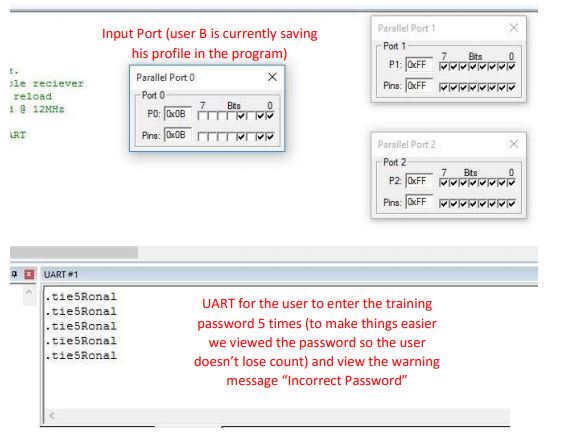 Input Port (user B is currently saving
his profile in the program)
Parallel Port 1
Port 1
7 Bits 0
P1: 0xFF
Pins: 0xFF
z.
ble reciever
reload
d @ 12MHz
ART
Parallel Port 0
Port 0
7 Bits 0
P0: 0x0B
Pins: 0x0B
Parallel Port 2
Port 2
7 Bits 0
P2: 0xFF
Pins: 0xFF
UART #1
.tie5Ronal
.tie5Ronal
.tie5Ronal
.tie5Ronal
.tie5Ronal
UART for the user to enter the training
password 5 times (to make things easier
we viewed the password so the user
doesn't lose count) and view the warning
message “Incorrect Password”